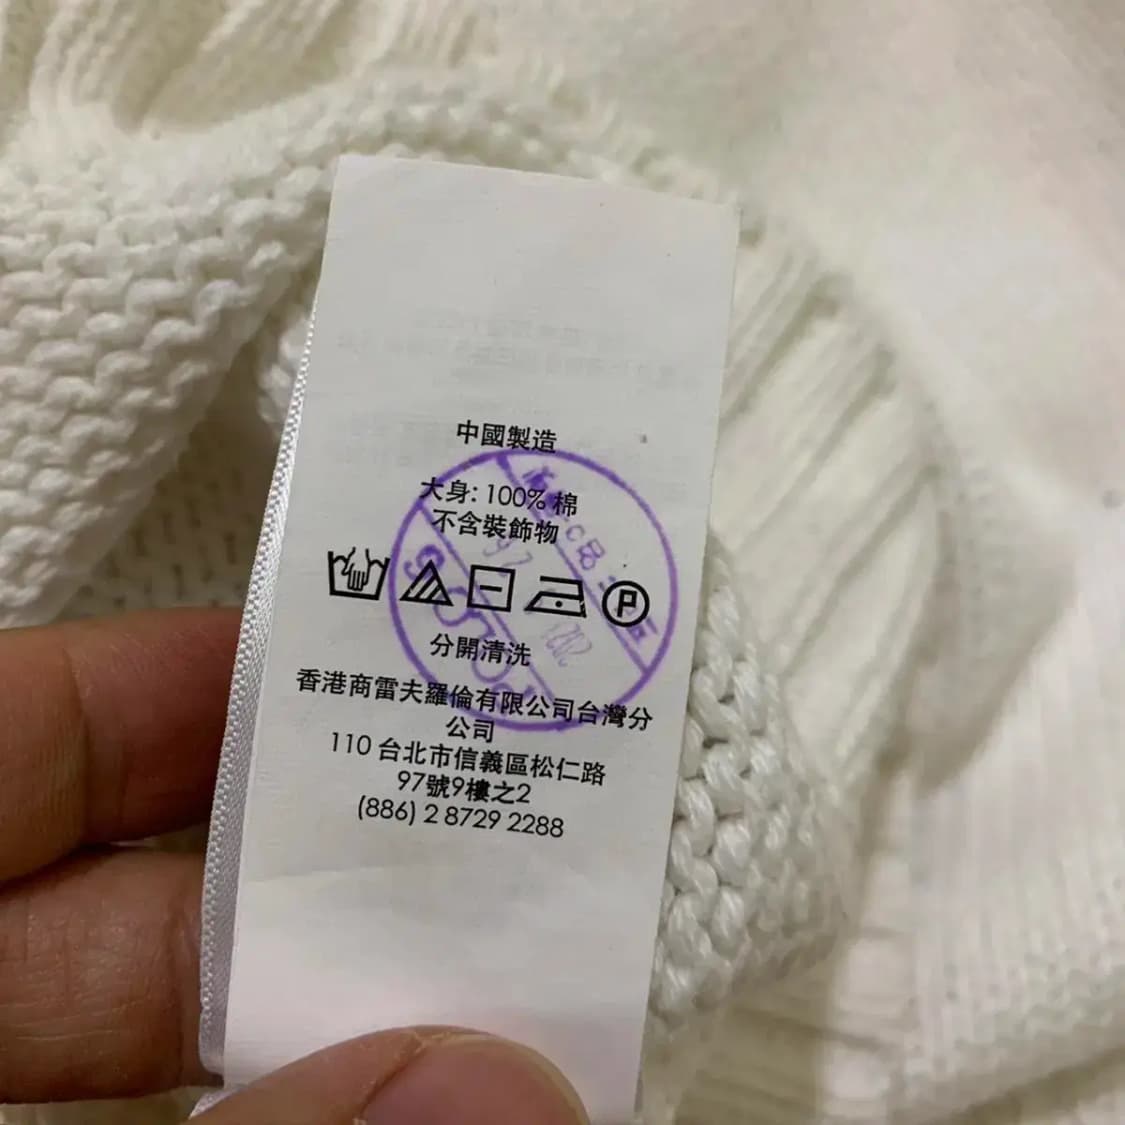 中國製造
大身: 100% 棉
不含裝飾物
P
分開清洗
香港商雷夫羅倫有限公司台灣分
公司
110 台北市信義區松仁路
97號9樓之2
(886) 2 8729 2288